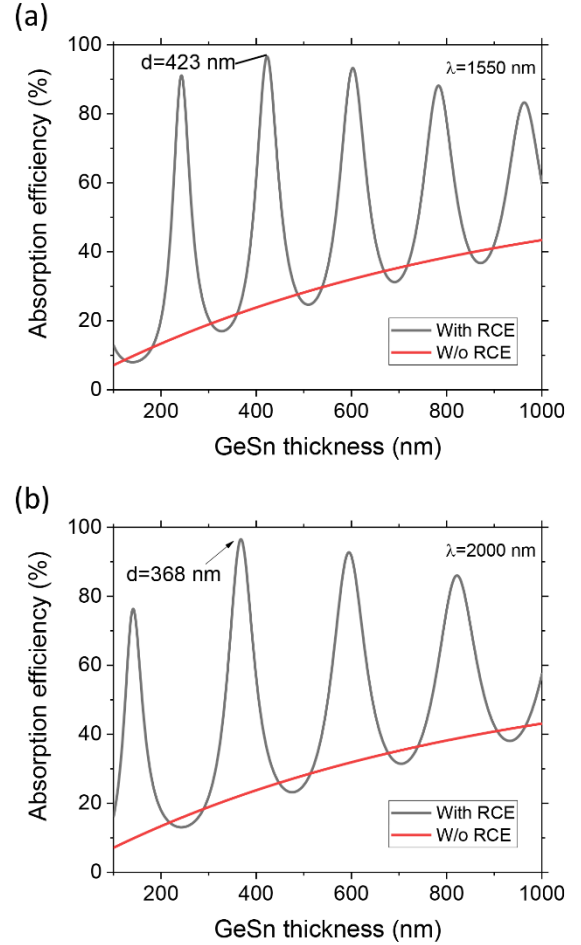 (a)
d=423 nm
λ=1550 nm
Absorption efficiency (%)
100
80
60
40
20
0
With RCE
W/o RCE
200
400
600
800
1000
GeSn thickness (nm)
(b)
d=368 nm
λ=2000 nm
Absorption efficiency (%)
100
80
60
40
20
0
With RCE
W/o RCE
200
400
600
800
1000
GeSn thickness (nm)